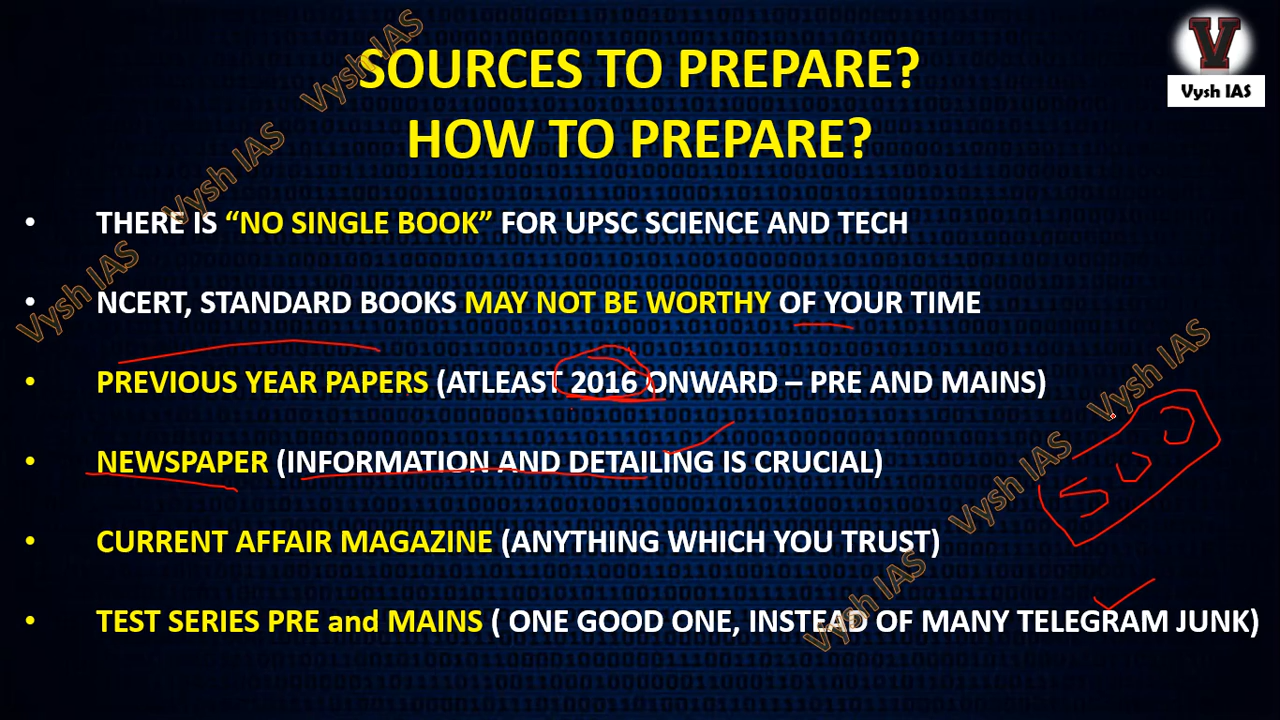 SOURCES TO PREPARE?
HOW TO PREPARE?
V
Vysh IAS
• THERE IS “NO SINGLE BOOK” FOR UPSC SCIENCE AND TECH
• NCERT, STANDARD BOOKS MAY NOT BE WORTHY OF YOUR TIME
• PREVIOUS YEAR PAPERS (ATLEAST 2016 ONWARD – PRE AND MAINS)
• NEWSPAPER (INFORMATION AND DETAILING IS CRUCIAL)
500
• CURRENT AFFAIR MAGAZINE (ANYTHING WHICH YOU TRUST)
• TEST SERIES PRE and MAINS ( ONE GOOD ONE, INSTEAD OF MANY TELEGRAM JUNK)
Vysh IAS
Vysh IAS
Vysh IAS
Vysh IAS
Vysh IAS
Vysh IAS